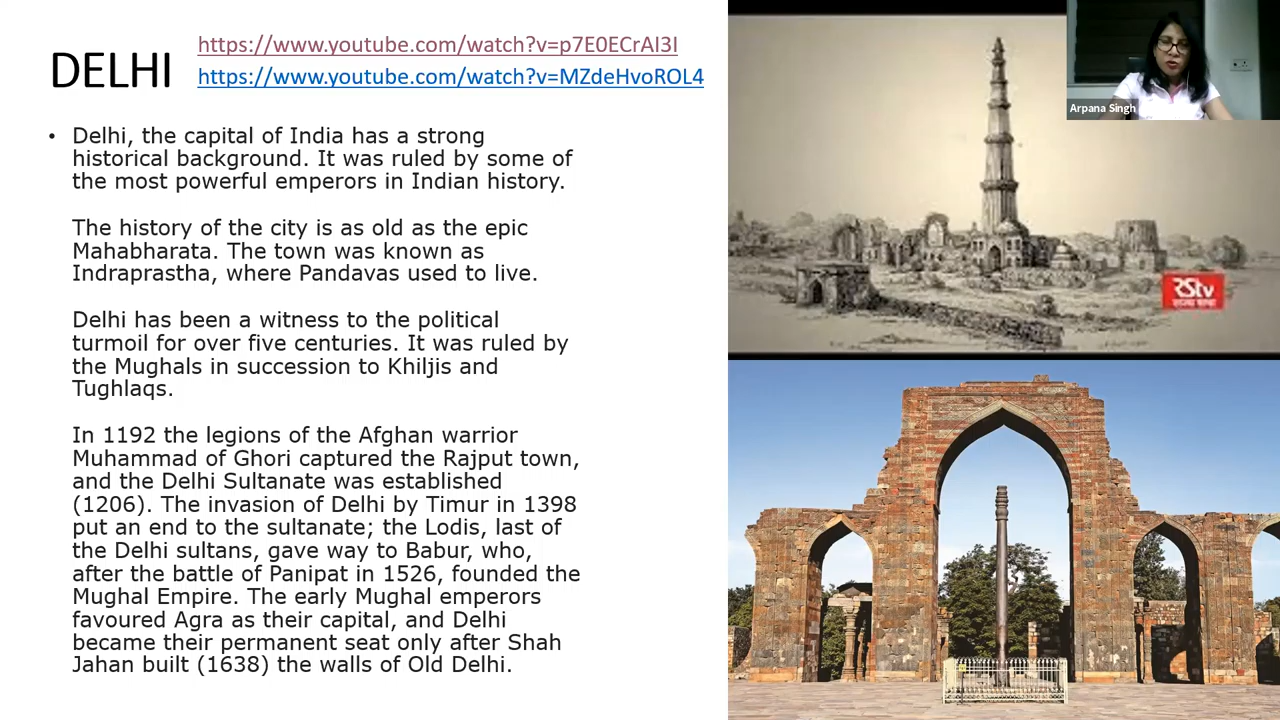 DELHI
https://www.youtube.com/watch?v=p7E0ECrAI3I
https://www.youtube.com/watch?v=MZdeHvoROL4
• Delhi, the capital of India has a strong
historical background. It was ruled by some of
the most powerful emperors in Indian history.
The history of the city is as old as the epic
Mahabharata. The town was known as
Indraprastha, where Pandavas used to live.
Delhi has been a witness to the political
turmoil for over five centuries. It was ruled by
the Mughals in succession to Khiljis and
Tughlaqs.
In 1192 the legions of the Afghan warrior
Muhammad of Ghori captured the Rajput town,
and the Delhi Sultanate was established
(1206). The invasion of Delhi by Timur in 1398
put an end to the sultanate; the Lodis, last of
the Delhi sultans, gave way to Babur, who,
after the battle of Panipat in 1526, founded the
Mughal Empire. The early Mughal emperors
favoured Agra as their capital, and Delhi
became their permanent seat only after Shah
Jahan built (1638) the walls of Old Delhi.
Arpana Singh
RSTV